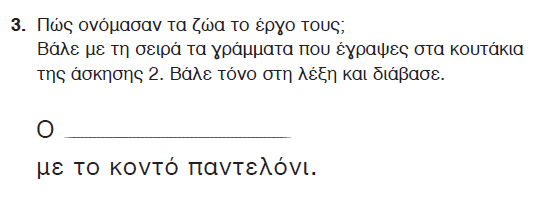 3. Πώς ονόμασαν τα ζώα το έργο τους;
Βάλε με τη σειρά τα γράμματα που έγραψες στα κουτάκια
της άσκησης 2. Βάλε τόνο στη λέξη και διάβασε.
Ο
με το κοντό παντελόνι.